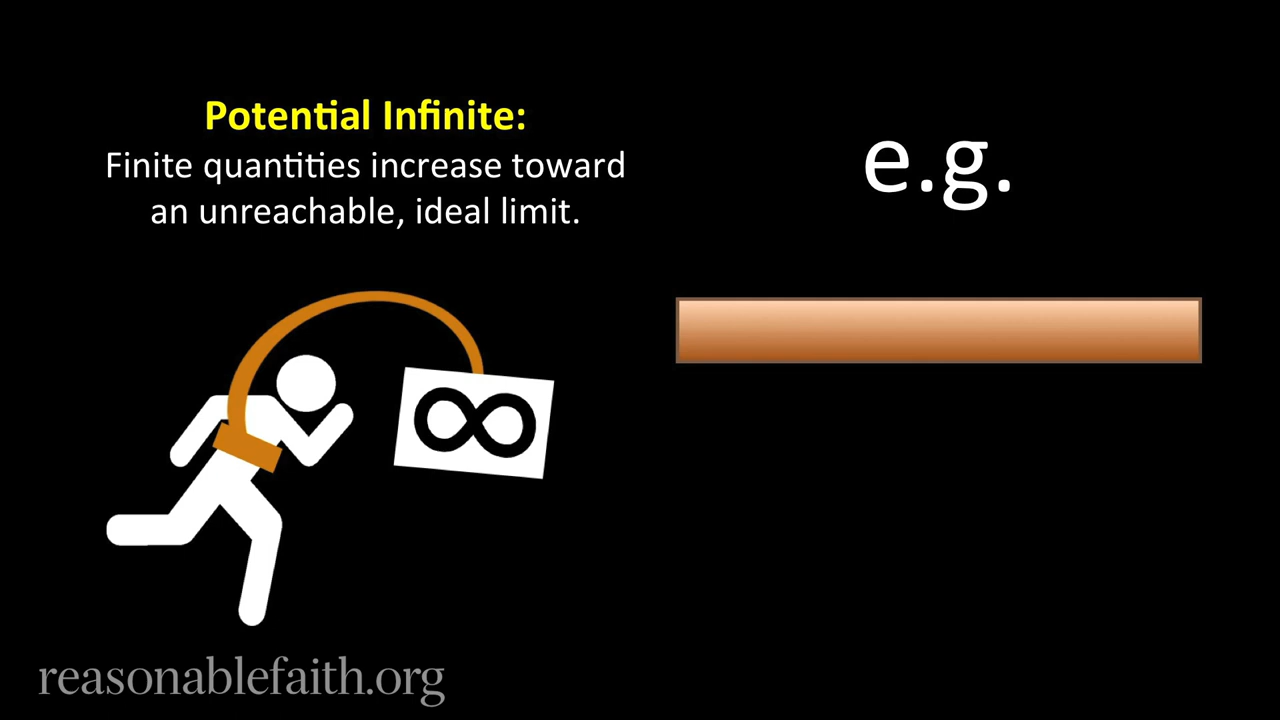 Potential Infinite:
Finite quantities increase toward
an unreachable, ideal limit.
e.g.
∞
reasonablefaith.org